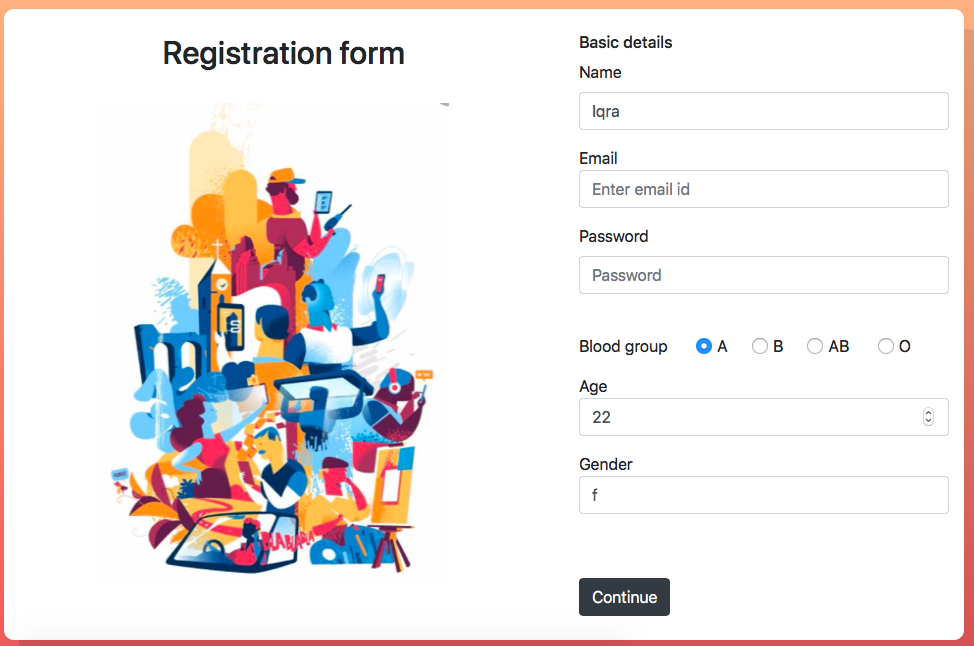 Registration form
BLABLABLA
Basic details
Name
Iqra
Email
Enter email id
Password
Password
Blood group A B AB O
Age
22
Gender
f
Continue